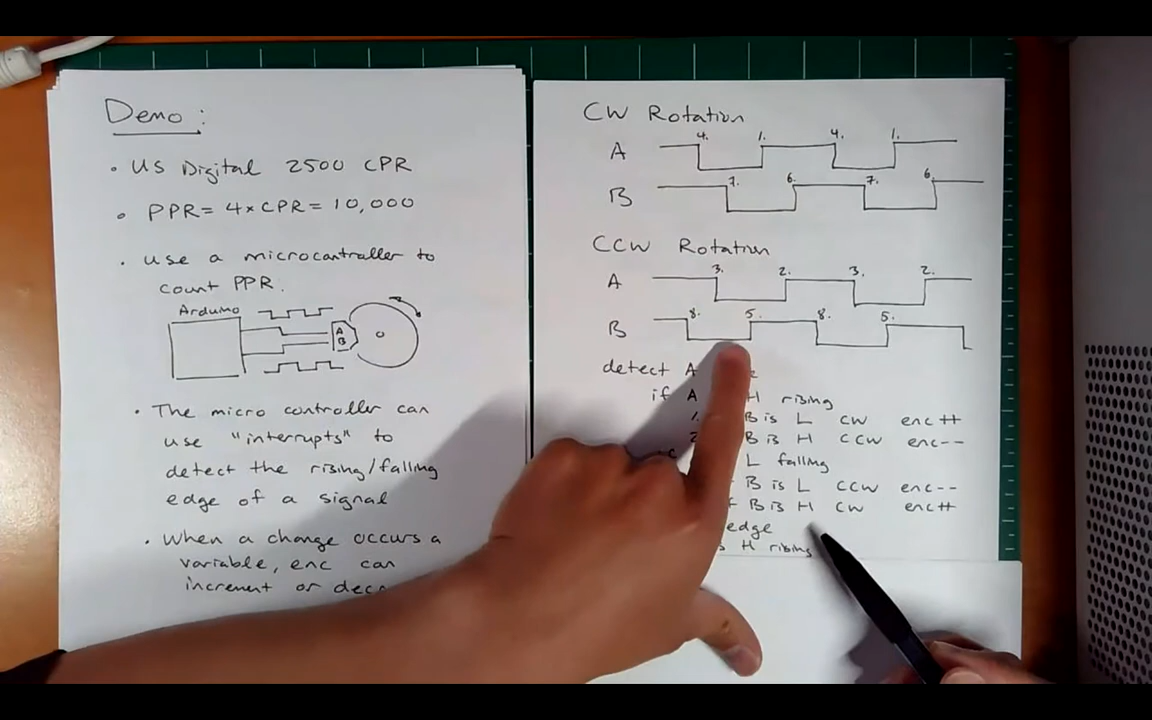 Demo:
• US Digital 2500 CPR
• PPR = 4 x CPR = 10,000
• use a microcontroller to
count PPR.
Arduino
A
B
• The micro controller can
use "interrupts" to
detect the rising/falling
edge of a signal
• When a change occurs a
variable, enc can
increment or
CW Rotation
4. 1. 4. 1.
A
7. 6. 7. 6.
B
CCW Rotation
3. 2. 3. 2.
A
8. 5. 8. 5.
B
detect A
if A H rising
1. B is L CW enc++
2. B is H CCW enc--
L falling
B is L CCW enc--
B is H CW enc++
edge
H rising